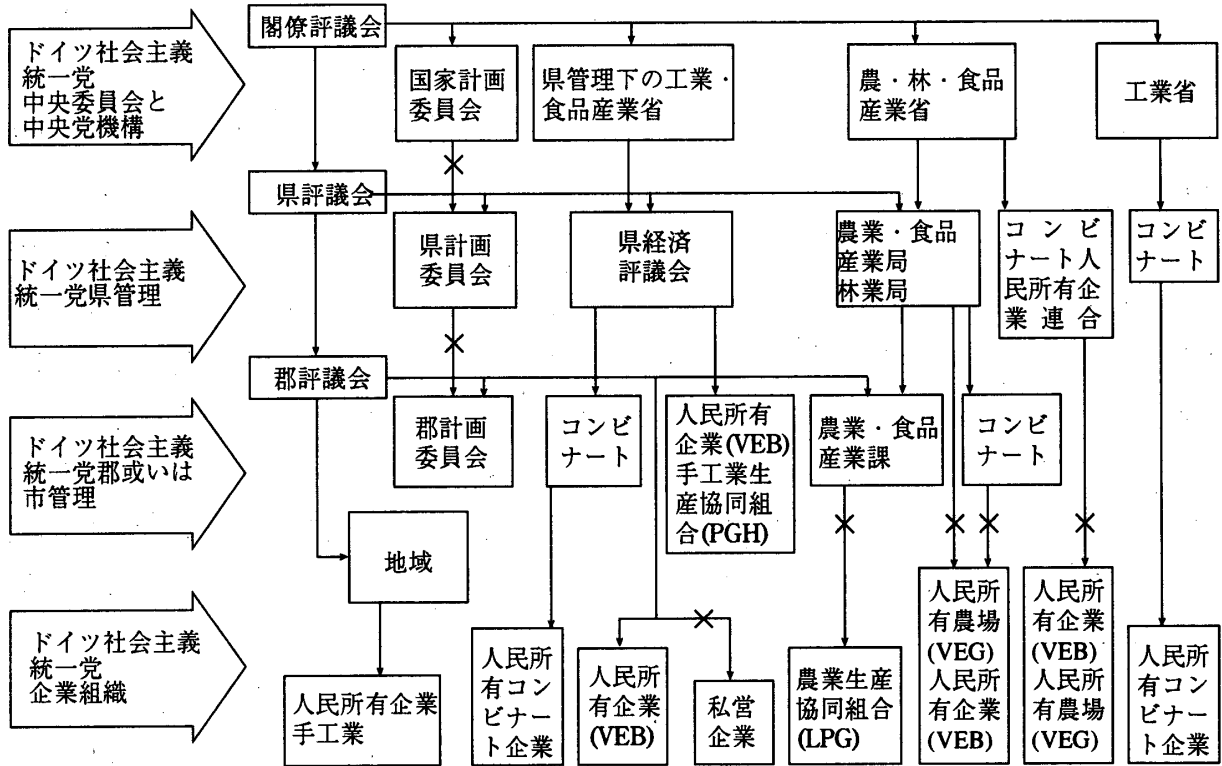 ドイツ社会主義
統一党
中央委員会と
中央党機構
閣僚評議会
国家計画
委員会
県管理下の工業・
食品産業省
農・林・食品
産業省
工業省
ドイツ社会主義
統一党県管理
県評議会
県計画
委員会
県経済
評議会
農業・食品
産業局
林業局
コンビ
ナート人
民所有企
業連合
コンビ
ナート
ドイツ社会主義
統一党郡或いは
市管理
郡評議会
郡計画
委員会
コンビ
ナート
人民所有
企業(VEB)
手工業生
産協同組
合(PGH)
農業・食品
産業課
コンビ
ナート
地域
ドイツ社会主義
統一党
企業組織
人民所有企業
手工業
人民所
有コン
ビナー
ト企業
人民所
有企業
(VEB)
私営
企業
農業生産
協同組合
(LPG)
人民所
有農場
(VEG)
人民所
有企業
(VEB)
人民所
有企業
(VEB)
人民所
有農場
(VEG)
人民所
有コン
ビナー
ト企業